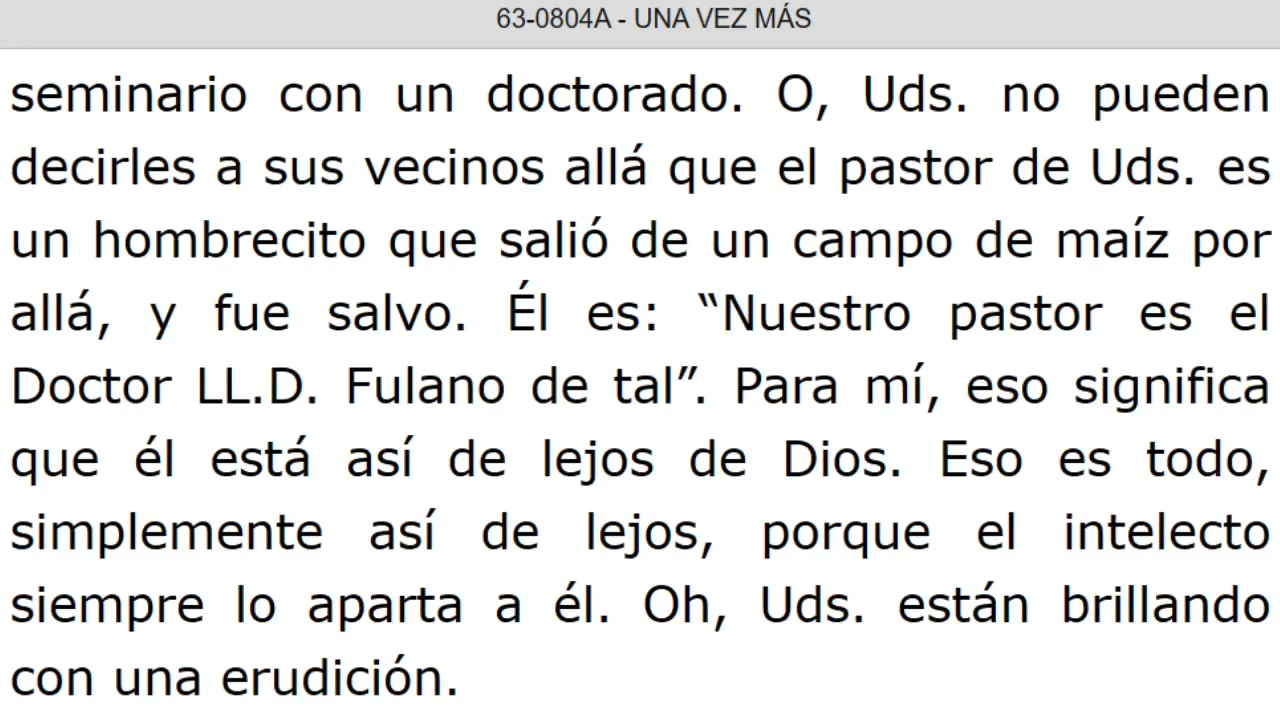 63-0804A - UNA VEZ MÁS
seminario con un doctorado. O, Uds. no pueden
decirles a sus vecinos allá que el pastor de Uds. es
un hombrecito que salió de un campo de maíz por
allá, y fue salvo. Él es: “Nuestro pastor es el
Doctor LL.D. Fulano de tal”. Para mí, eso significa
que él está así de lejos de Dios. Eso es todo,
simplemente así de lejos, porque el intelecto
siempre lo aparta a él. Oh, Uds. están brillando
con una erudición.